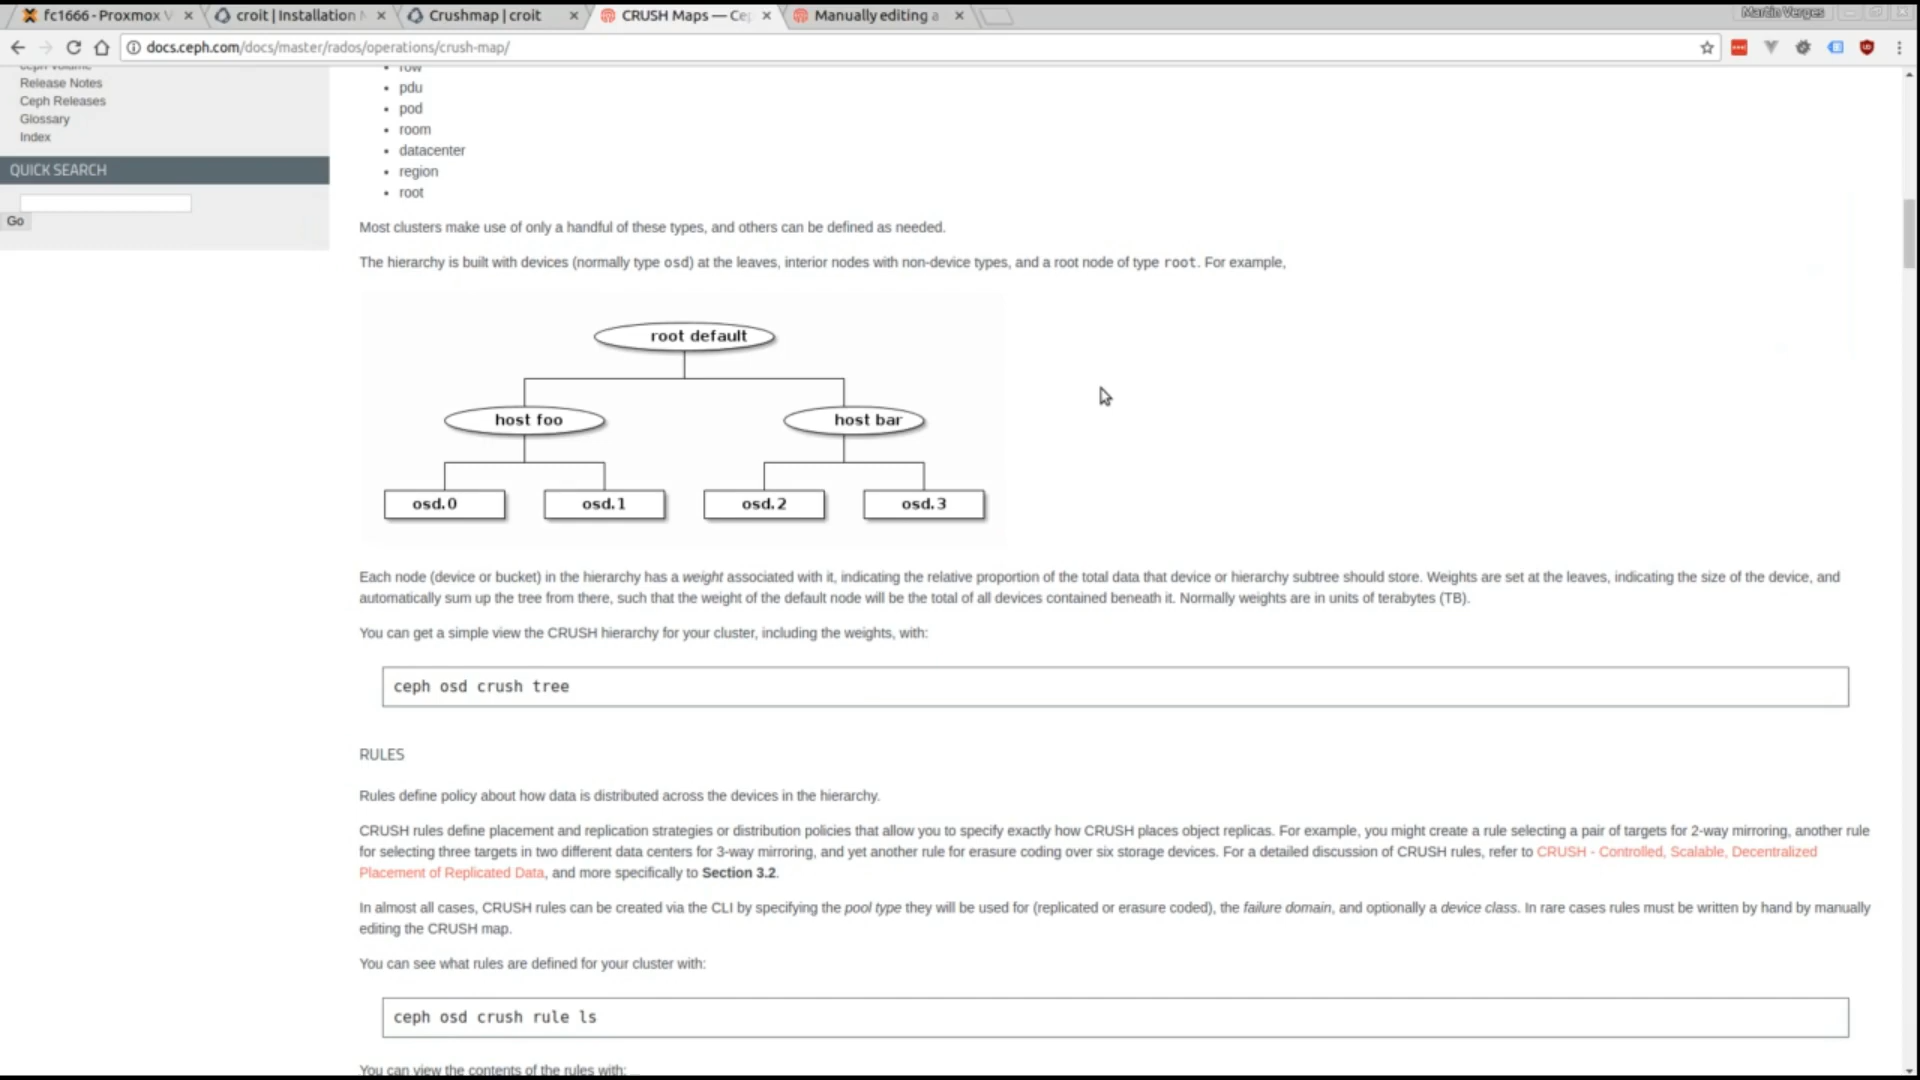 fc1666 - Proxmox V
croit | Installation M
Crushmap | croit
CRUSH Maps — Ce
Manually editing a
Martin Verges
docs.ceph.com/docs/master/rados/operations/crush-map/
ceph-volume
Release Notes
Ceph Releases
Glossary
Index
QUICK SEARCH
Go
row
pdu
pod
room
datacenter
region
root
Most clusters make use of only a handful of these types, and others can be defined as needed.
The hierarchy is built with devices (normally type osd) at the leaves, interior nodes with non-device types, and a root node of type root. For example,
root default
host foo
host bar
osd.0
osd.1
osd.2
osd.3
Each node (device or bucket) in the hierarchy has a weight associated with it, indicating the relative proportion of the total data that device or hierarchy subtree should store. Weights are set at the leaves, indicating the size of the device, and
automatically sum up the tree from there, such that the weight of the default node will be the total of all devices contained beneath it. Normally weights are in units of terabytes (TB).
You can get a simple view the CRUSH hierarchy for your cluster, including the weights, with:
ceph osd crush tree
RULES
Rules define policy about how data is distributed across the devices in the hierarchy.
CRUSH rules define placement and replication strategies or distribution policies that allow you to specify exactly how CRUSH places object replicas. For example, you might create a rule selecting a pair of targets for 2-way mirroring, another rule
for selecting three targets in two different data centers for 3-way mirroring, and yet another rule for erasure coding over six storage devices. For a detailed discussion of CRUSH rules, refer to CRUSH - Controlled, Scalable, Decentralized
Placement of Replicated Data, and more specifically to Section 3.2.
In almost all cases, CRUSH rules can be created via the CLI by specifying the pool type they will be used for (replicated or erasure coded), the failure domain, and optionally a device class. In rare cases rules must be written by hand by manually
editing the CRUSH map.
You can see what rules are defined for your cluster with:
ceph osd crush rule ls
You can view the contents of the rules with: